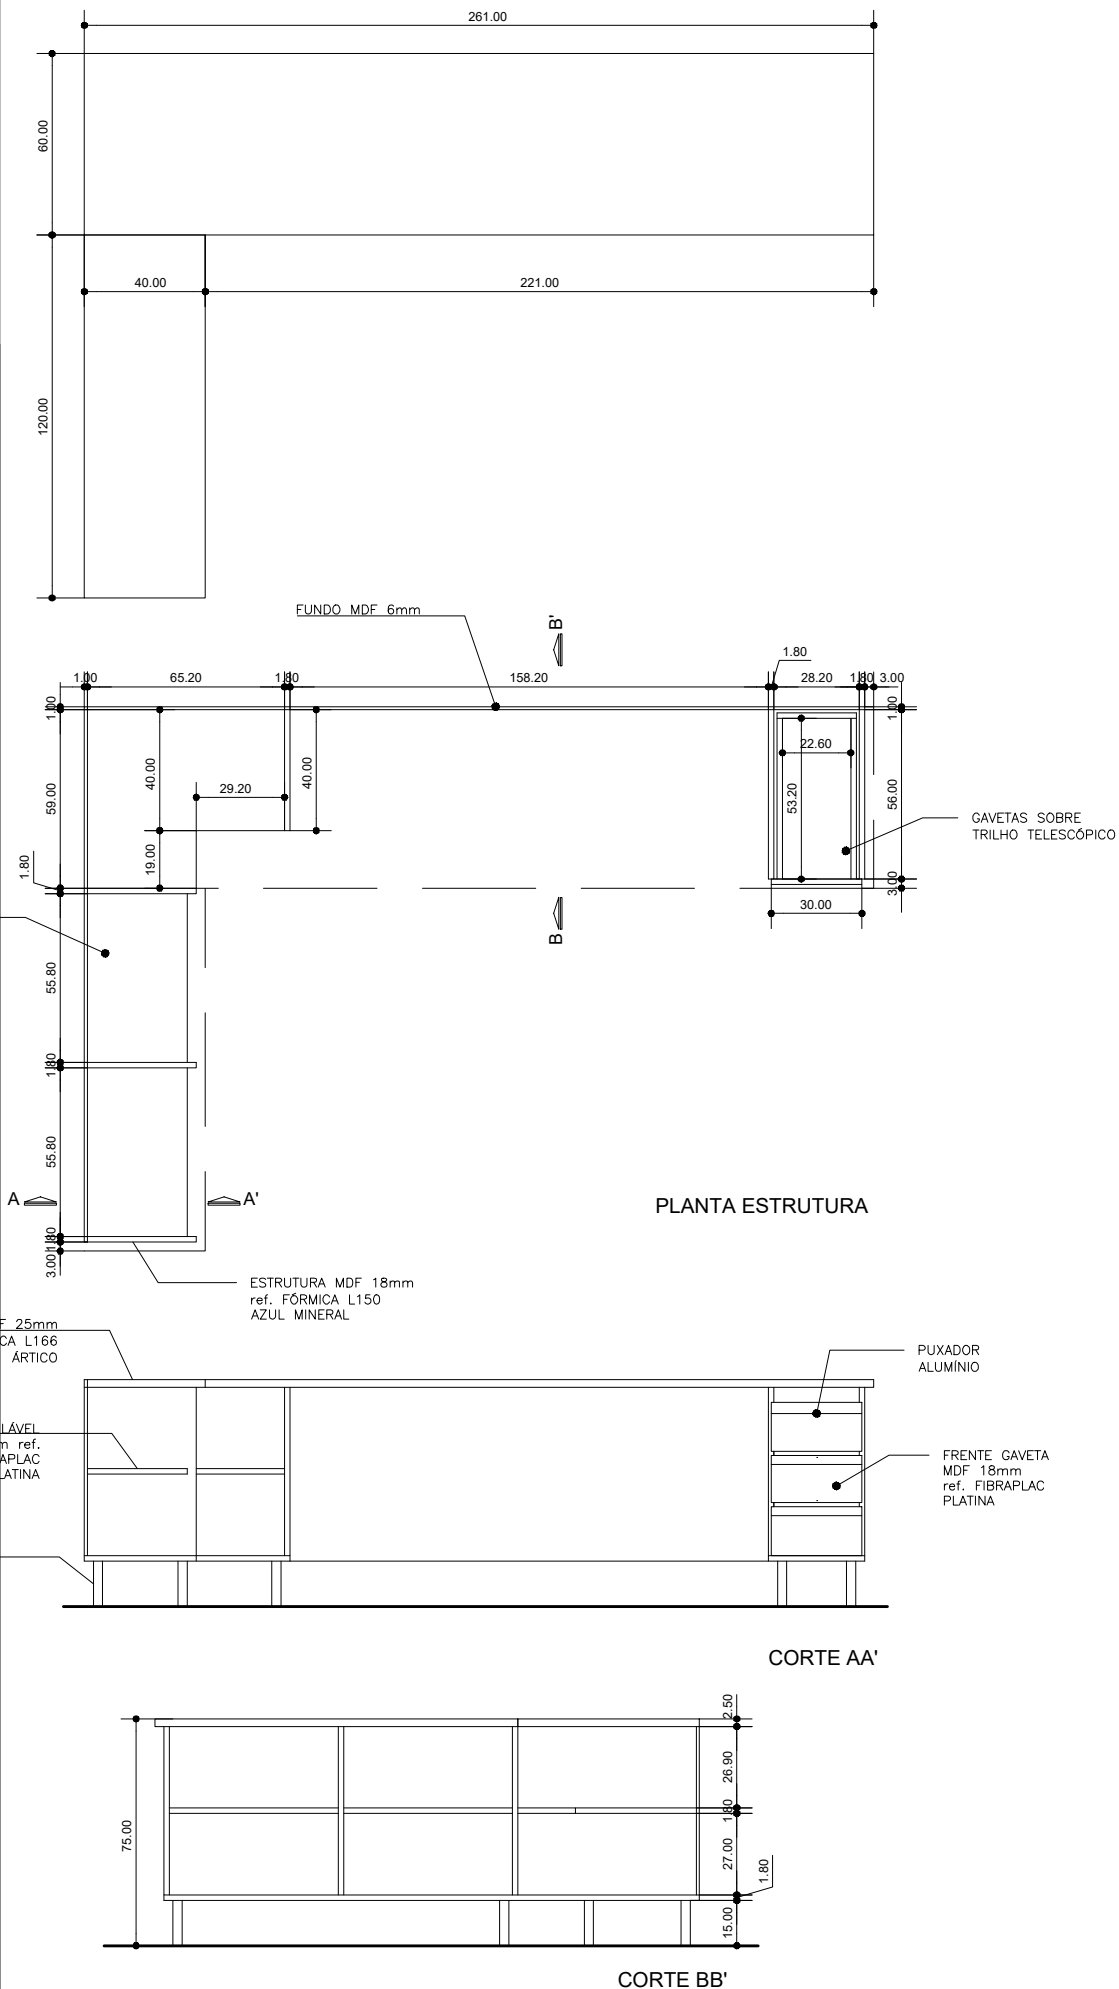 261.00
60.00
40.00
221.00
120.00
FUNDO MDF 6mm
B'
1.80
1.00
65.20
1.80
158.20
28.20
1.80
3.00
1.00
1.00
59.00
40.00
29.20
40.00
22.60
53.20
56.00
GAVETAS SOBRE
TRILHO TELESCÓPICO
19.00
1.80
3.00
30.00
B
55.80
1.80
55.80
A
A'
PLANTA ESTRUTURA
1.80
3.00
ESTRUTURA MDF 18mm
ref. FÓRMICA L150
AZUL MINERAL
F 25mm
CA L166
ÁRTICO
PUXADOR
ALUMÍNIO
LÁVEL
m ref.
APLAC
LATINA
FRENTE GAVETA
MDF 18mm
ref. FIBRAPLAC
PLATINA
CORTE AA'
2.50
26.90
75.00
1.80
27.00
1.80
15.00
CORTE BB'